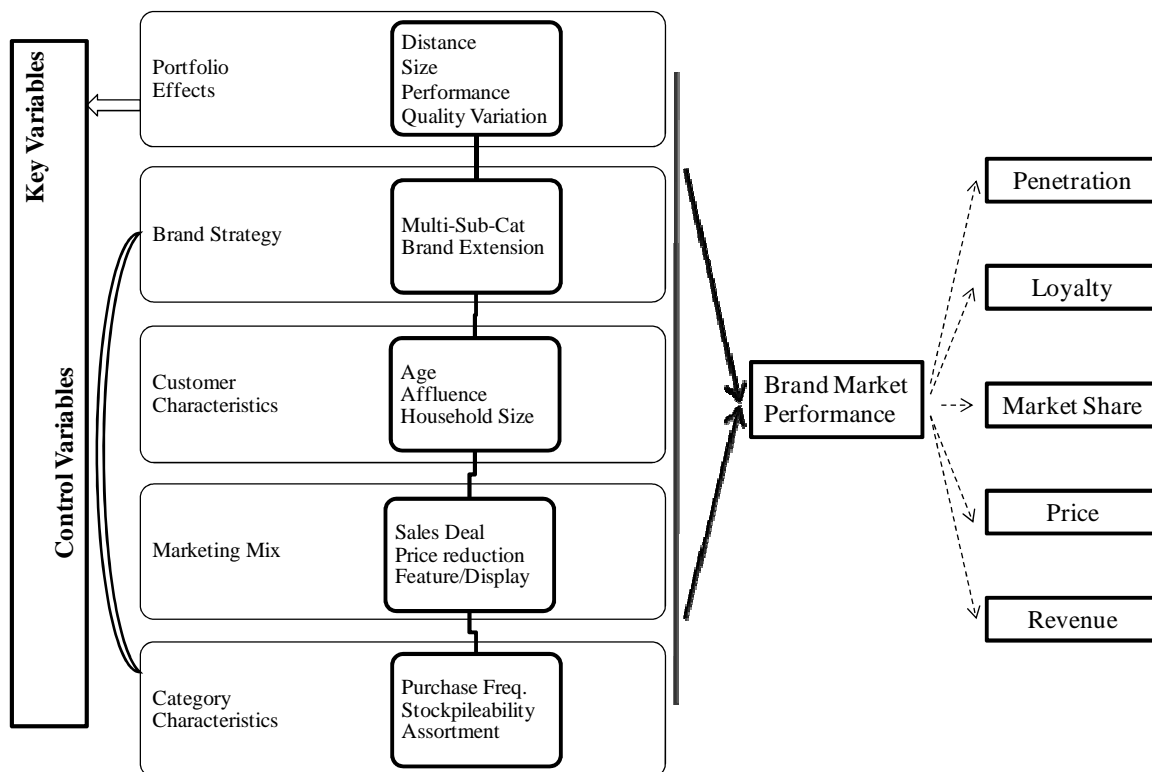 Key Variables
Control Variables
Portfolio
Effects
Distance
Size
Performance
Quality Variation
Brand Strategy
Multi-Sub-Cat
Brand Extension
Customer
Characteristics
Age
Affluence
Household Size
Marketing Mix
Sales Deal
Price reduction
Feature/Display
Category
Characteristics
Purchase Freq.
Stockpileability
Assortment
Brand Market
Performance
Penetration
Loyalty
Market Share
Price
Revenue